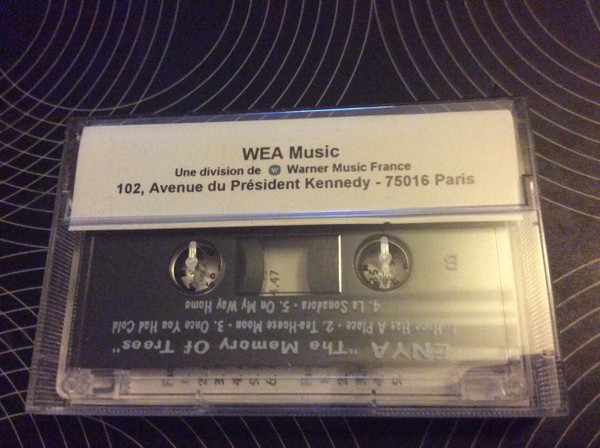 WEA Music
Une division de W Warner Music France
102, Avenue du Président Kennedy - 75016 Paris
ENYA "The Memory Of Trees"
1. Hope Has A Place - 2. Tea-House Moon - 3. Once You Had Gold
4. La Sonadora - 5. On My Way Home
B